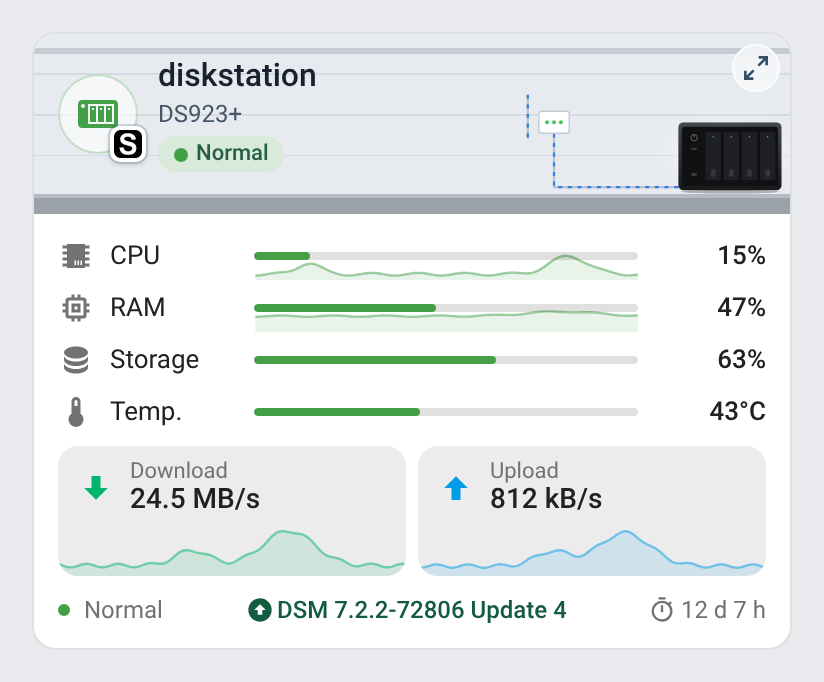 diskstation
DS923+
S
Normal
CPU 15%
RAM 47%
Storage 63%
Temp. 43°C
Download
24.5 MB/s
Upload
812 kB/s
Normal DSM 7.2.2-72806 Update 4 12 d 7 h